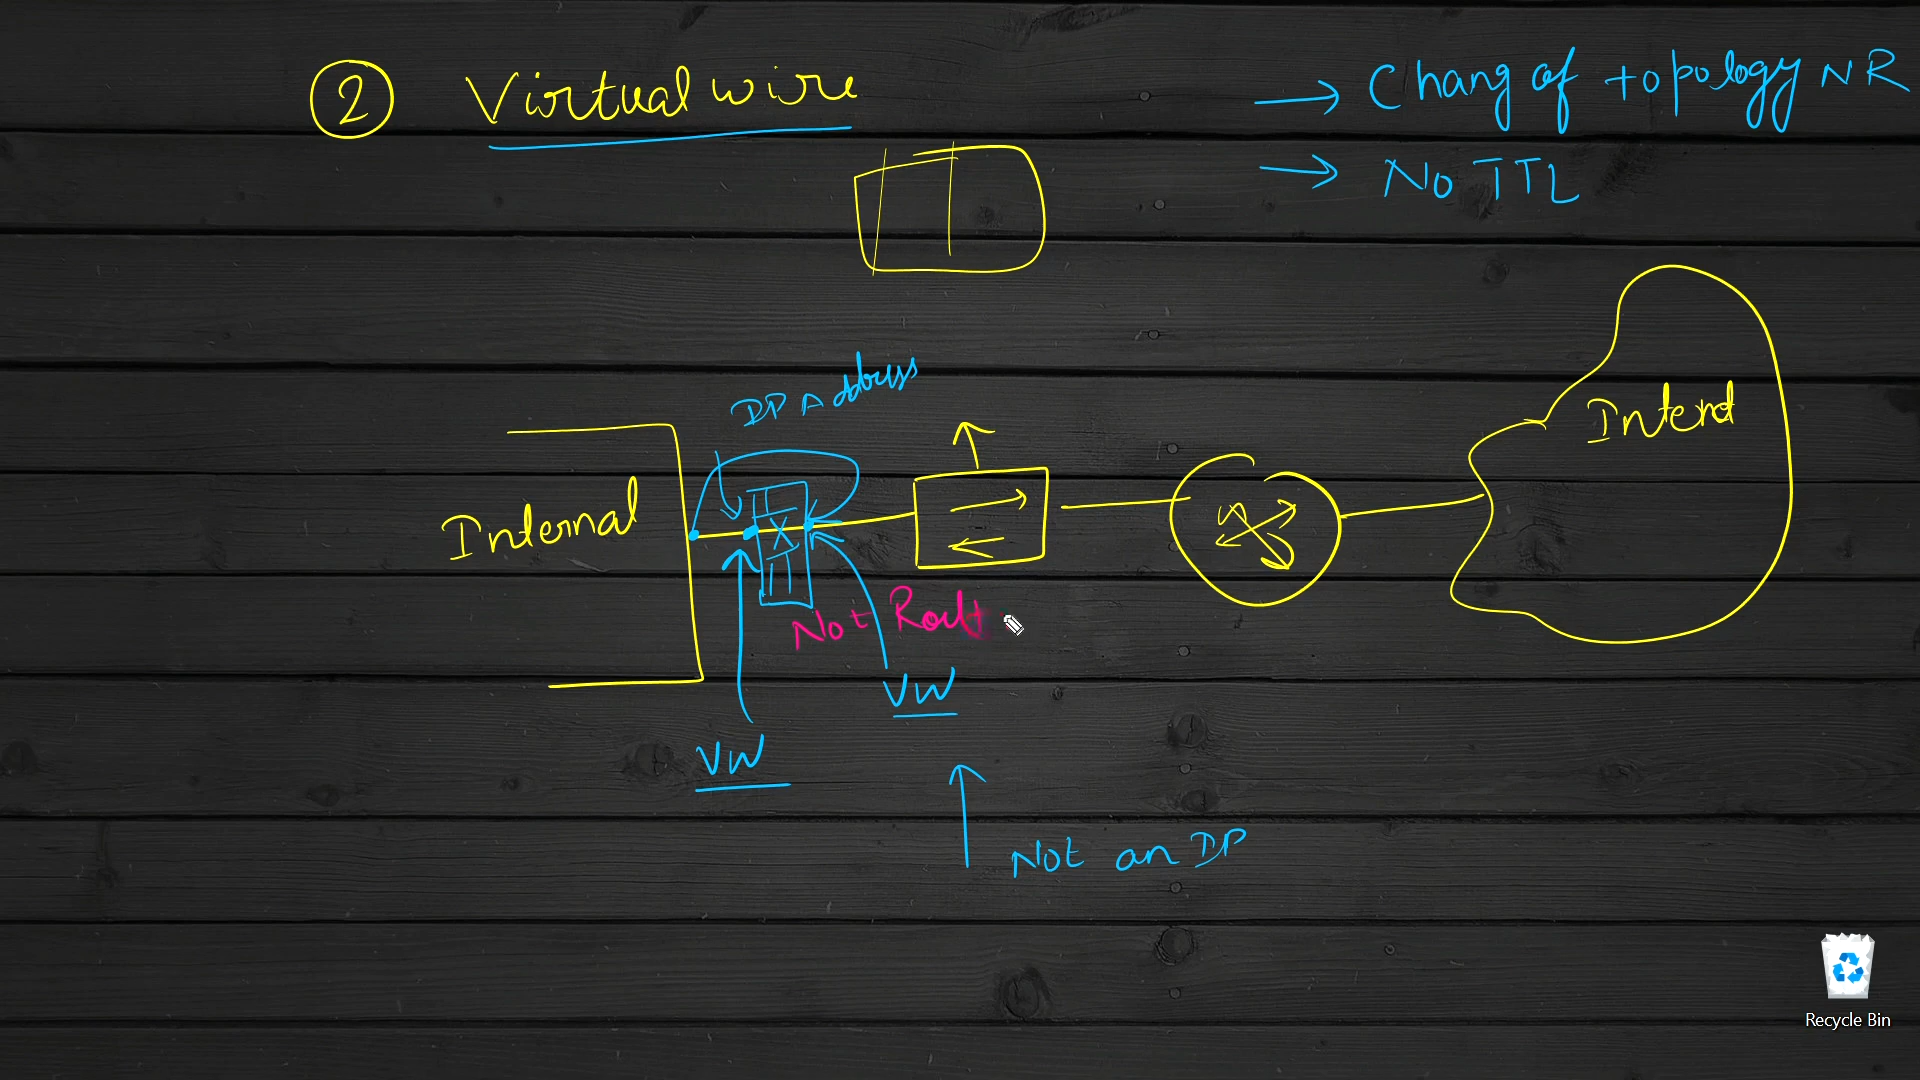 2 Virtual wire
→ Chang of topology NR
→ No TTL
IP Address
Internal
Internet
Not Rout
VW
VW
Not an IP
Recycle Bin